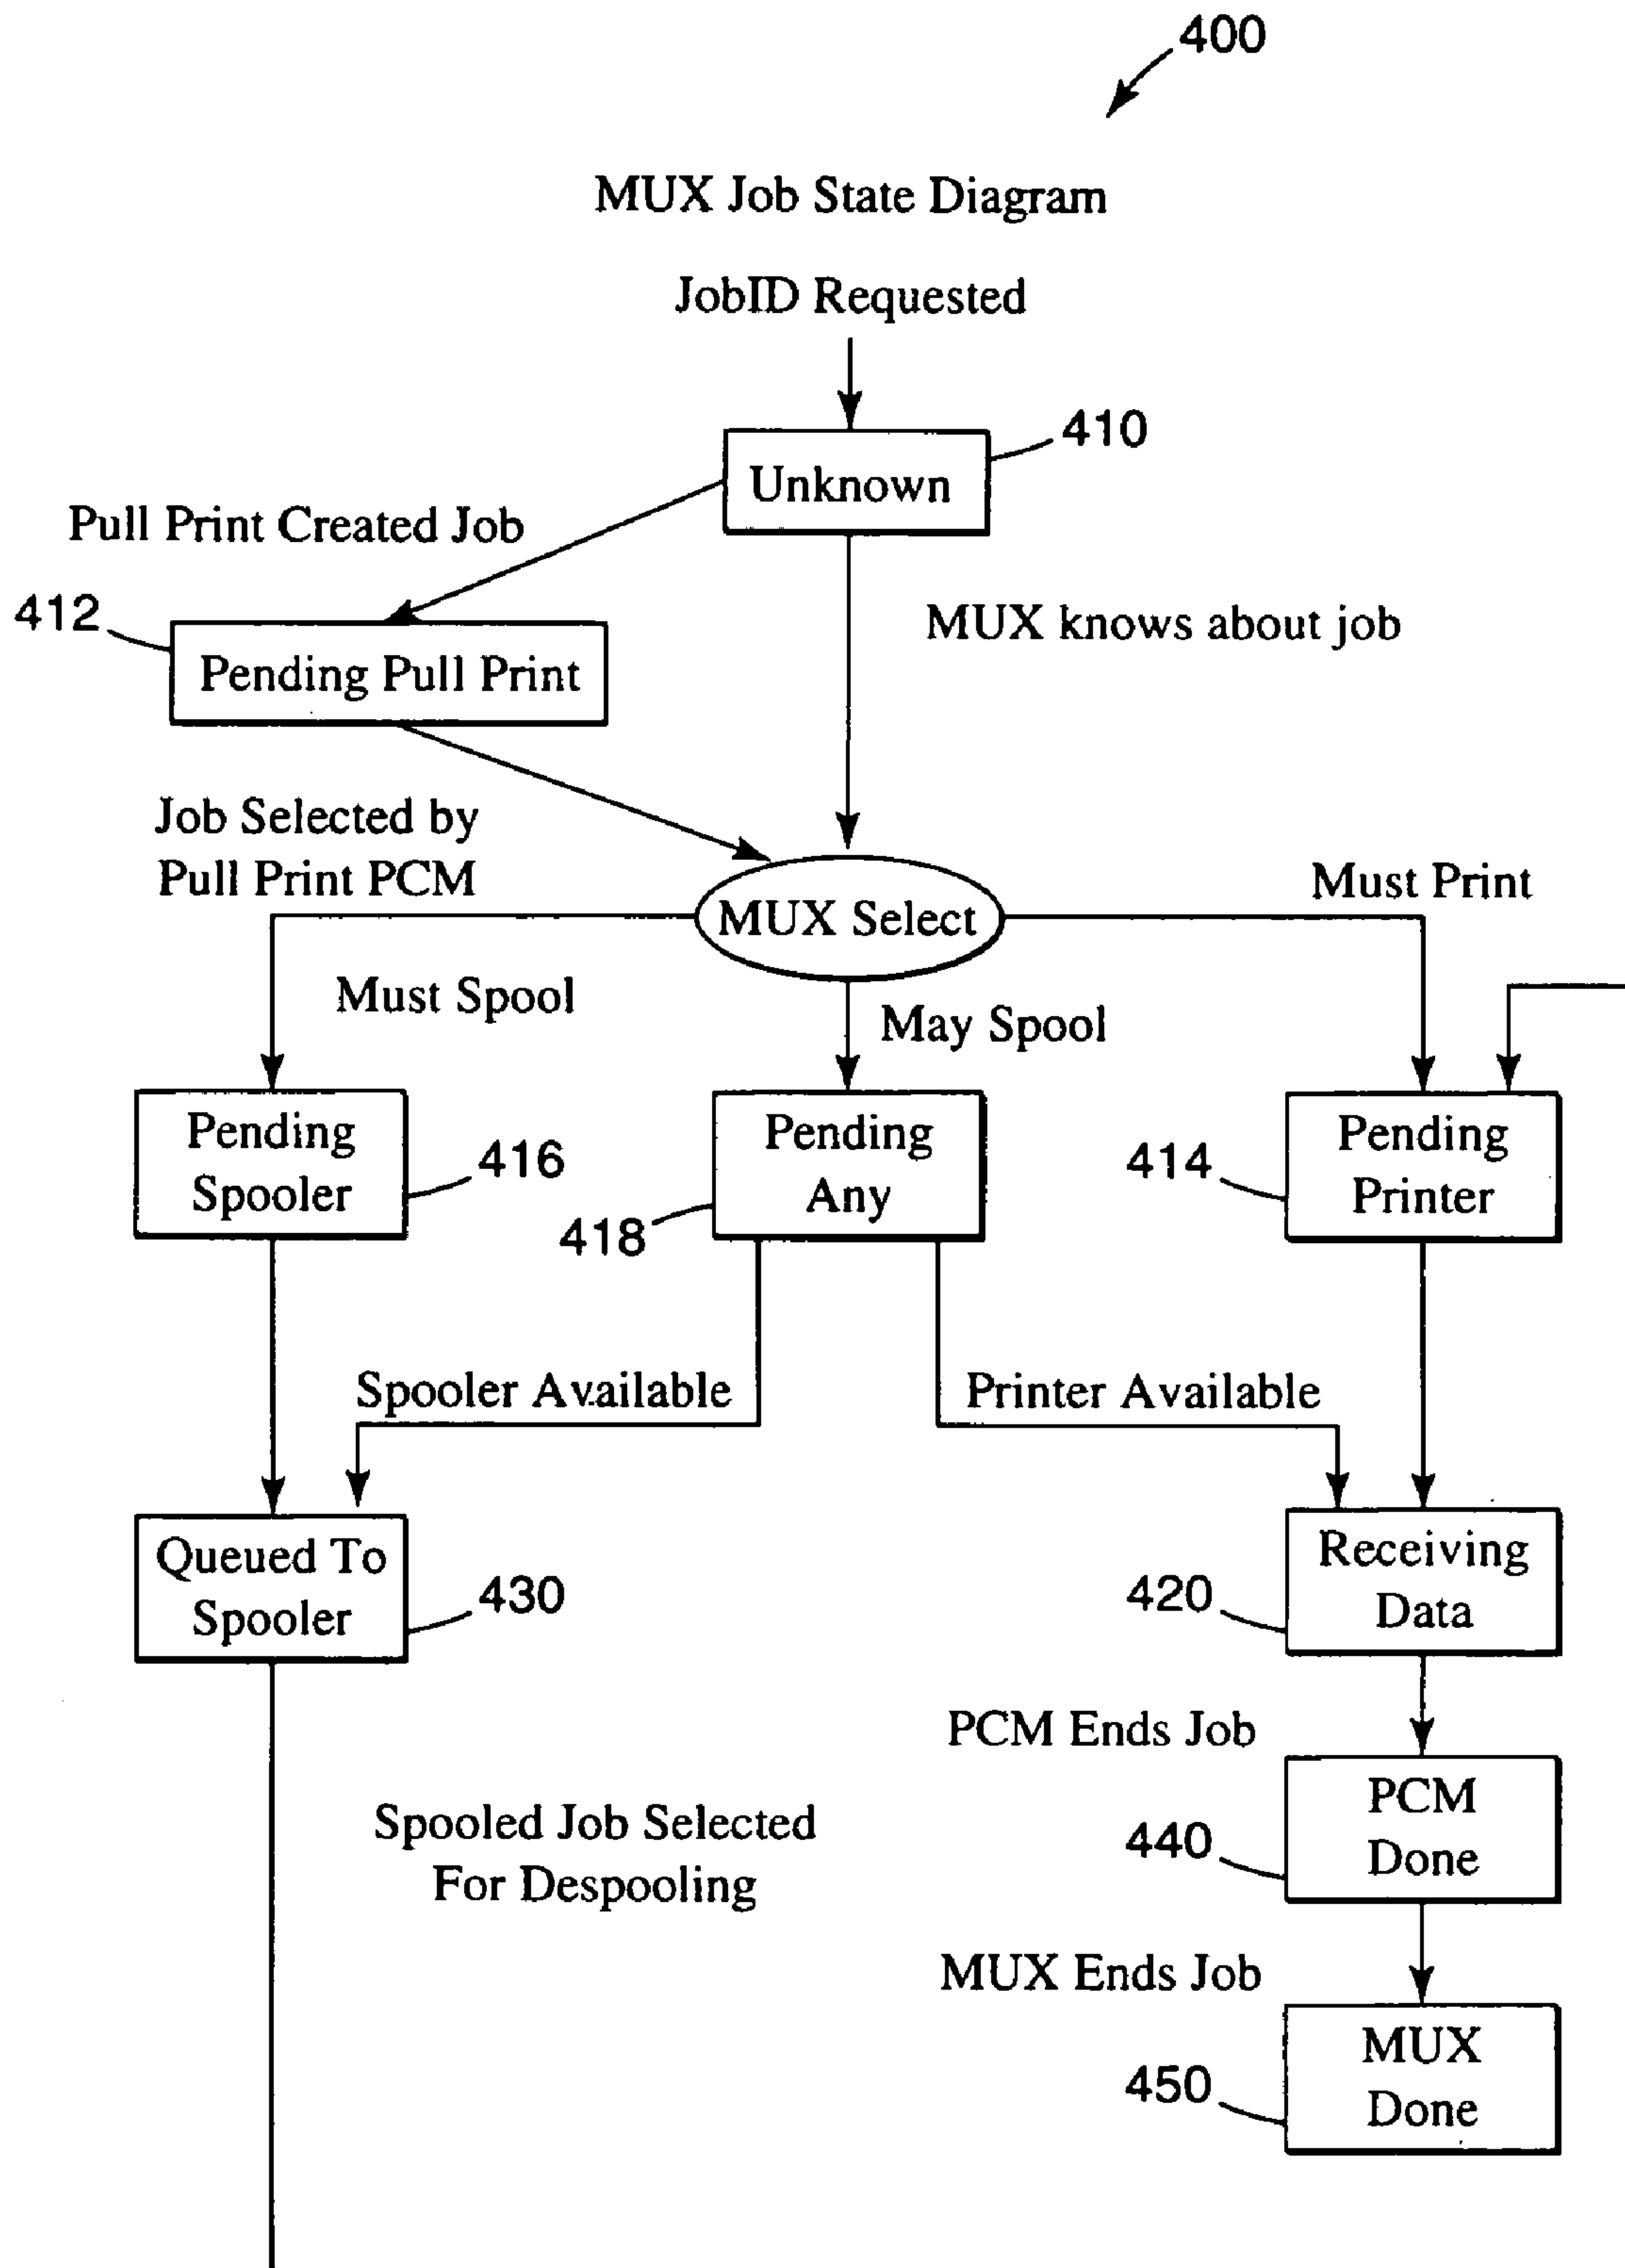 400
MUX Job State Diagram
JobID Requested
410
Unknown
Pull Print Created Job
412
MUX knows about job
Pending Pull Print
Job Selected by
Pull Print PCM
Must Print
MUX Select
Must Spool
May Spool
Pending
Spooler
416
Pending
Any
418
414
Pending
Printer
Spooler Available
Printer Available
Queued To
Spooler
430
420
Receiving
Data
PCM Ends Job
Spooled Job Selected
For Despooling
440
PCM
Done
MUX Ends Job
450
MUX
Done